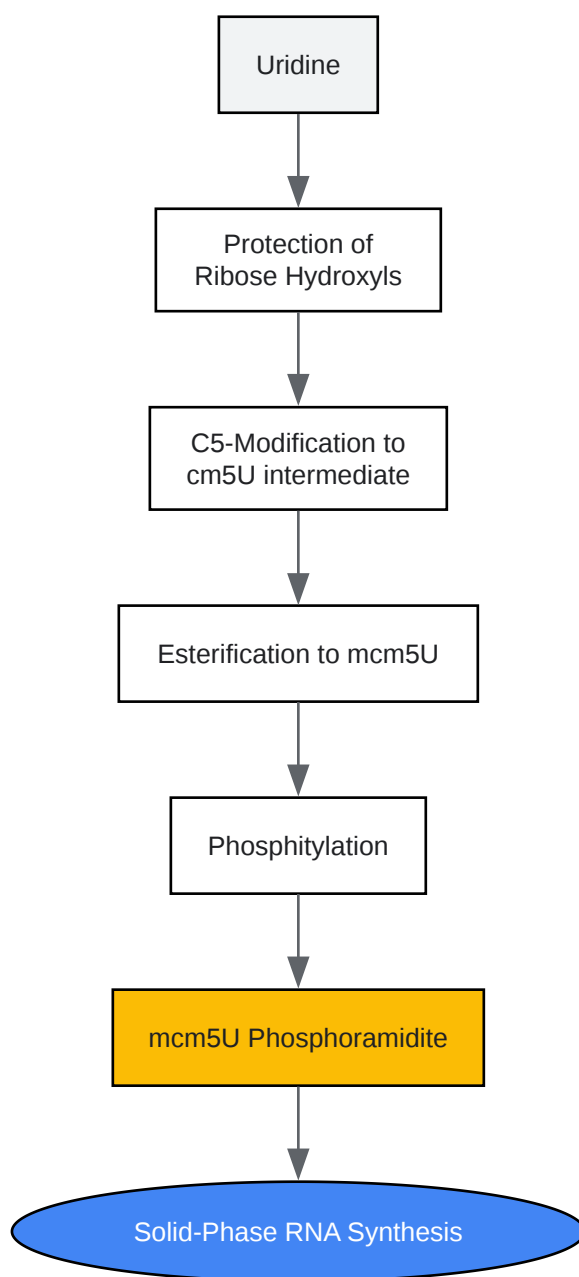 Uridine
Protection of
Ribose Hydroxyls
C5-Modification to
cm5U intermediate
Esterification to mcm5U
Phosphitylation
mcm5U Phosphoramidite
Solid-Phase RNA Synthesis